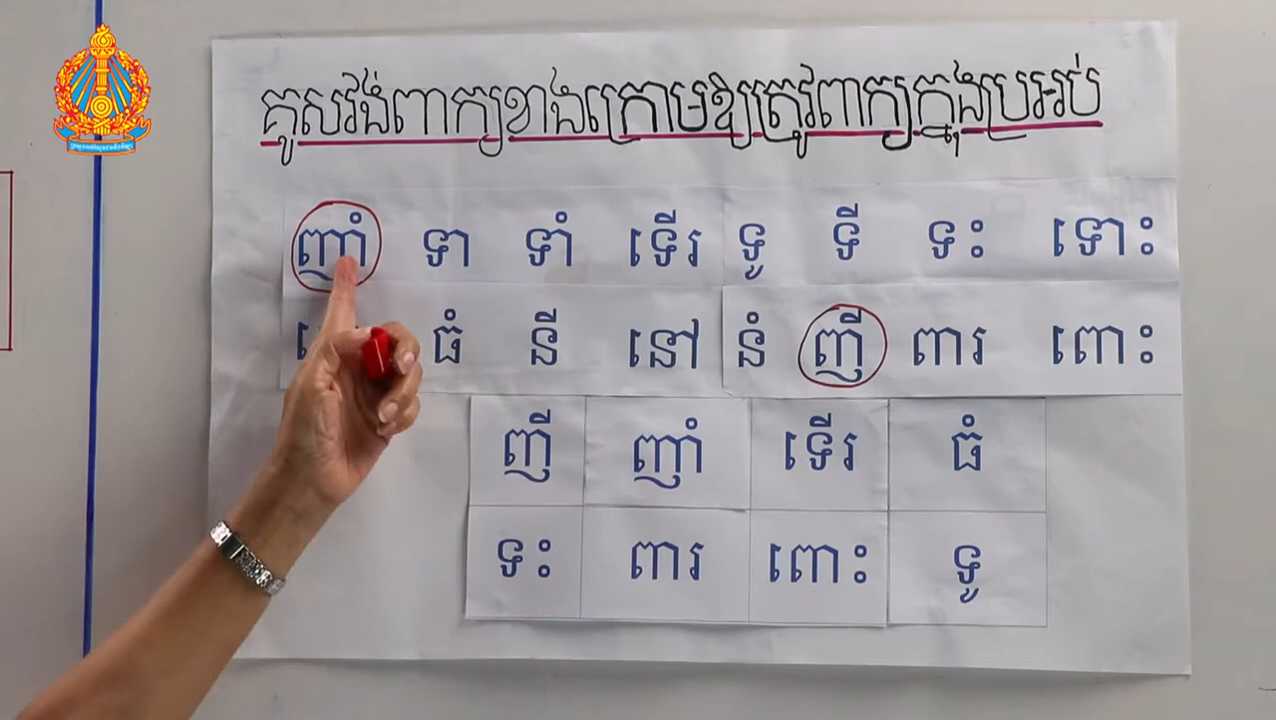 គូសវង់ពាក្យខាងក្រោមឱ្យត្រូវពាក្យក្នុងប្រអប់
ញាំ ទា ទាំ ទើរ ទូ ទី ទះ ទោះ
ធំ នី នៅ នំ ញី ពារ ពោះ
ញី ញាំ ទើរ ធំ
ទះ ពារ ពោះ ទូ